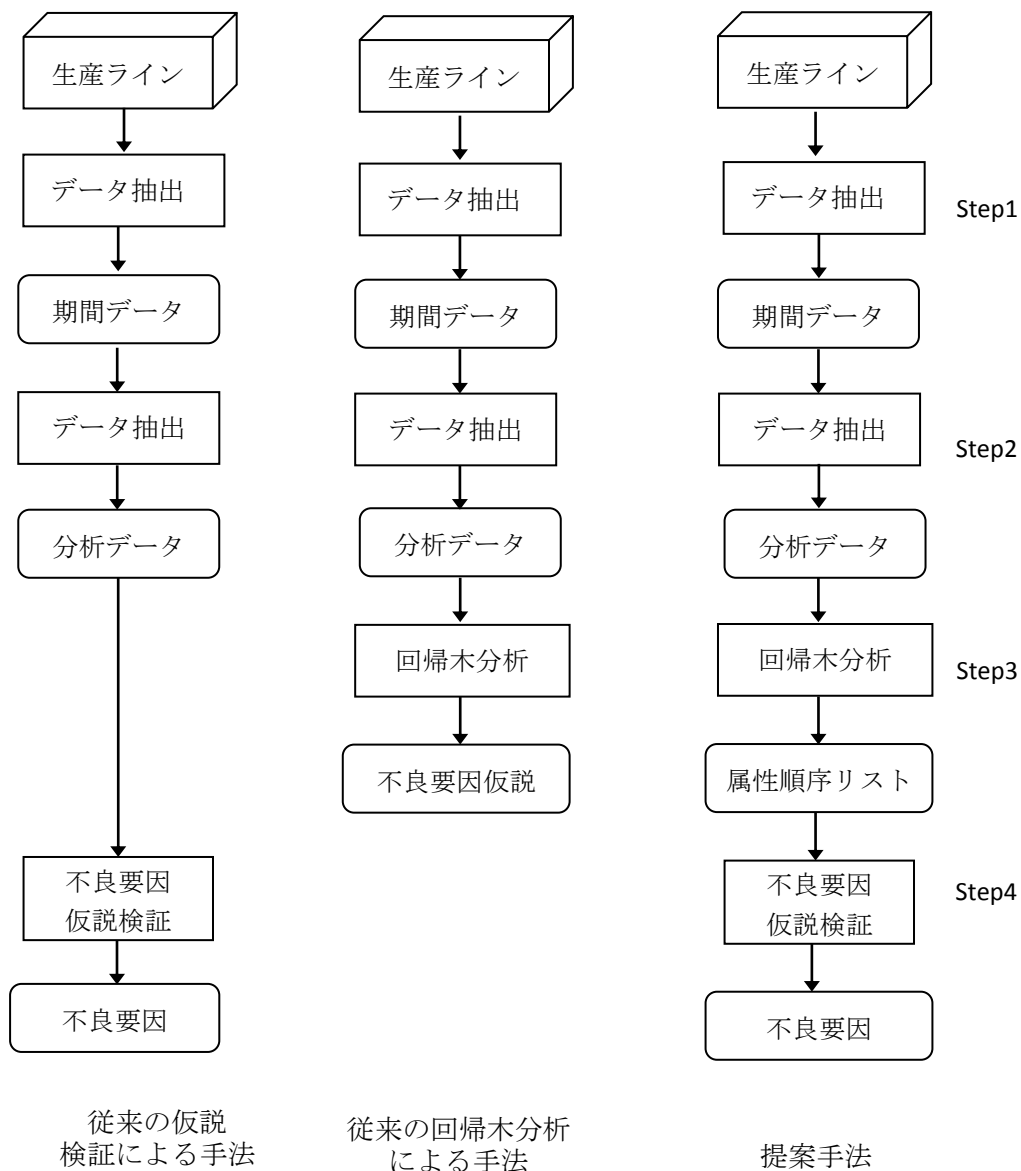 生産ライン
データ抽出
期間データ
データ抽出
分析データ
不良要因
仮説検証
不良要因
従来の仮説
検証による手法
生産ライン
データ抽出
期間データ
データ抽出
分析データ
回帰木分析
不良要因仮説
従来の回帰木分析
による手法
生産ライン
データ抽出
期間データ
データ抽出
分析データ
回帰木分析
属性順序リスト
不良要因
仮説検証
不良要因
提案手法
Step1
Step2
Step3
Step4